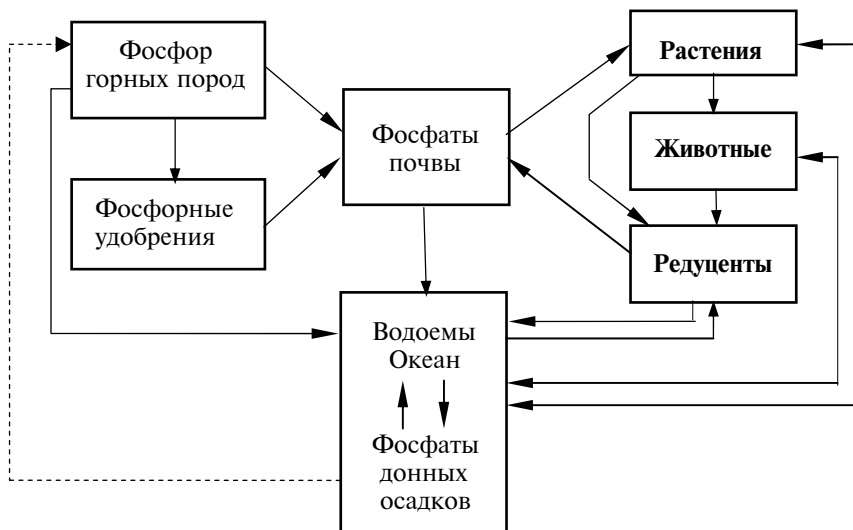 Фосфор
горных пород
Фосфорные
удобрения
Фосфаты
почвы
Растения
Животные
Редуценты
Водоемы
Океан
Фосфаты
донных
осадков